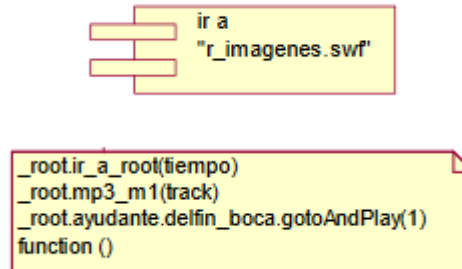 ir a
"r_imagenes.swf"
_root.ir_a_root(tiempo)
_root.mp3_m1(track)
_root.ayudante.delfin_boca.gotoAndPlay(1)
function ()